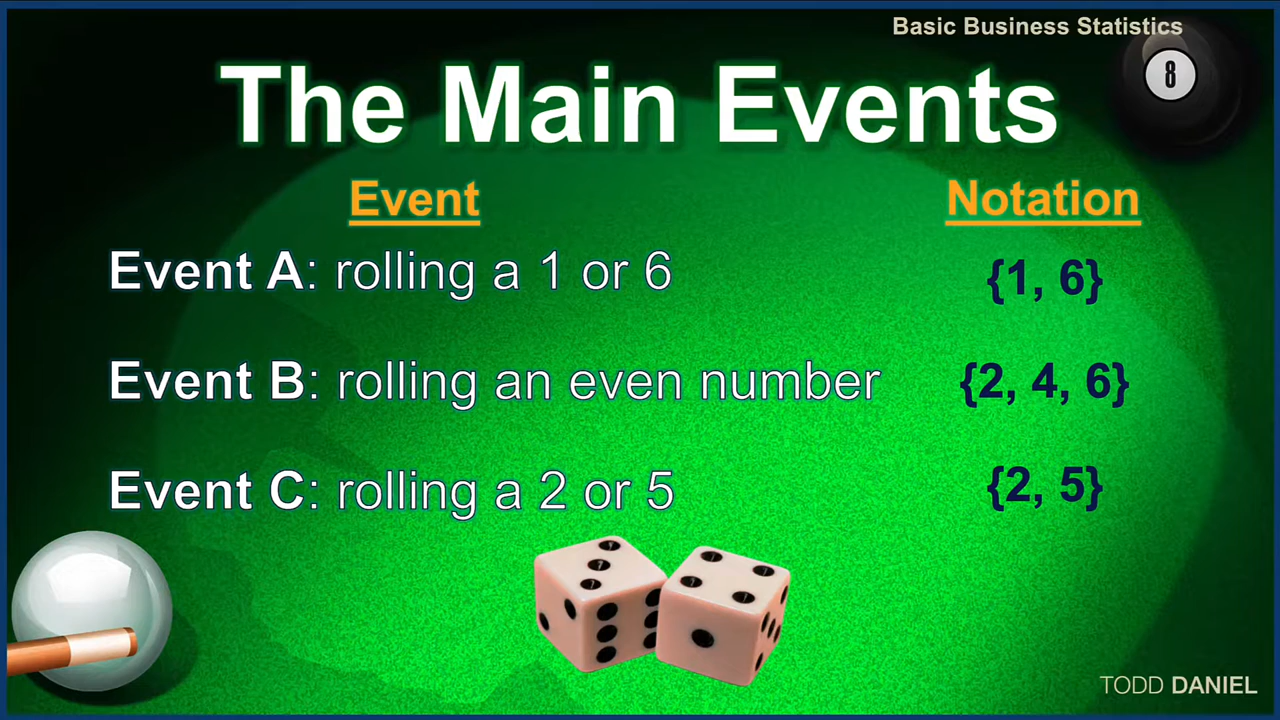 Basic Business Statistics
8
The Main Events
Event Notation
Event A: rolling a 1 or 6 {1, 6}
Event B: rolling an even number {2, 4, 6}
Event C: rolling a 2 or 5 {2, 5}
TODD DANIEL